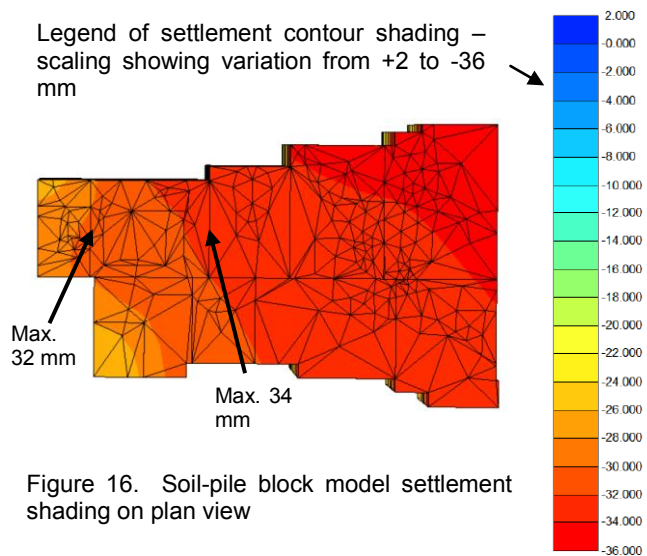 Legend of settlement contour shading –
scaling showing variation from +2 to -36
mm
2.000
-0.000
-2.000
-4.000
-6.000
-8.000
-10.000
-12.000
-14.000
-16.000
-18.000
-20.000
-22.000
-24.000
-26.000
-28.000
-30.000
-32.000
-34.000
-36.000
Max.
32 mm
Max. 34
mm
Figure 16. Soil-pile block model settlement
shading on plan view